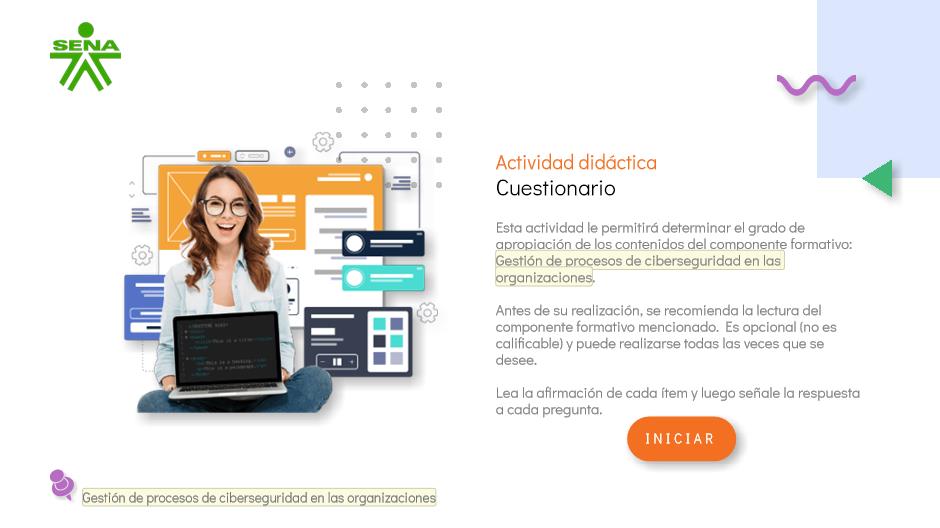 SENA
Actividad didáctica
Cuestionario
Esta actividad le permitirá determinar el grado de
apropiación de los contenidos del componente formativo:
Gestión de procesos de ciberseguridad en las
organizaciones.
Antes de su realización, se recomienda la lectura del
componente formativo mencionado. Es opcional (no es
calificable) y puede realizarse todas las veces que se
desee.
Lea la afirmación de cada ítem y luego señale la respuesta
a cada pregunta.
INICIAR
Gestión de procesos de ciberseguridad en las organizaciones